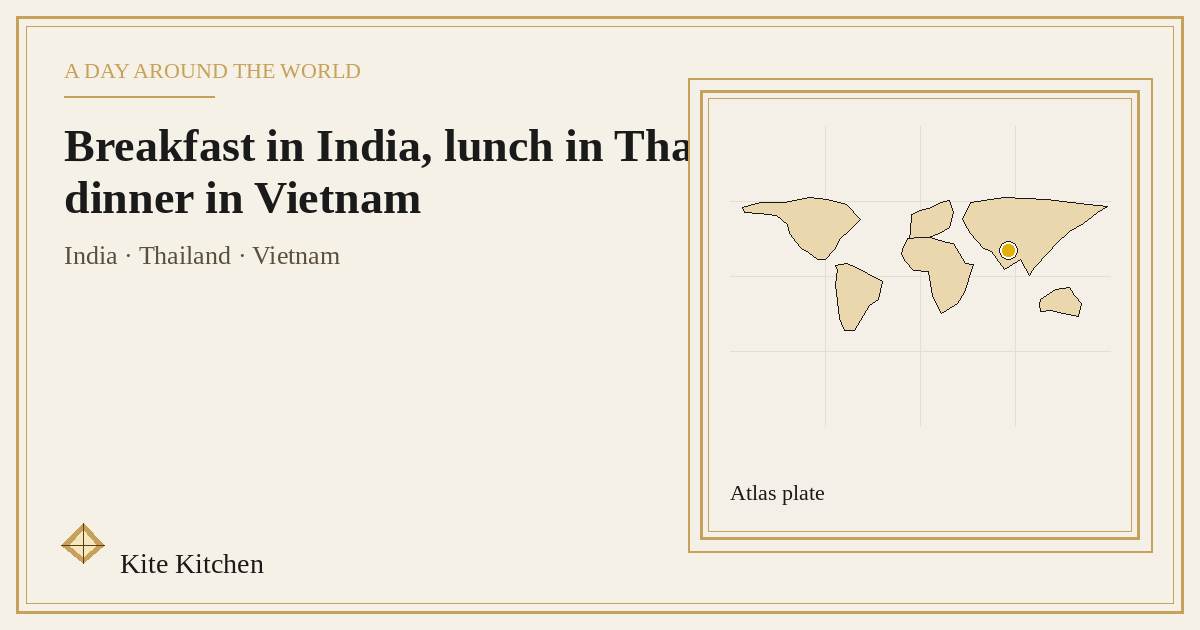 A DAY AROUND THE WORLD
Breakfast in India, lunch in Tha
dinner in Vietnam
India · Thailand · Vietnam
Atlas plate
Kite Kitchen